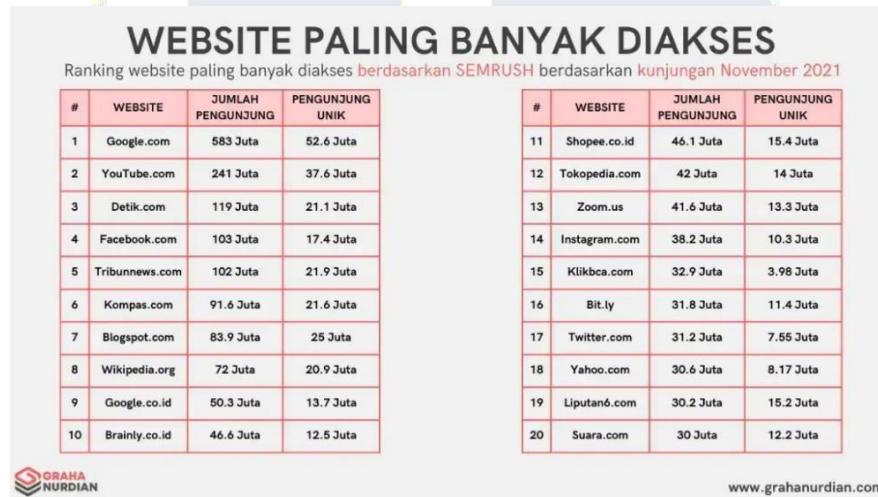 WEBSITE PALING BANYAK DIAKSES
Ranking website paling banyak diakses berdasarkan SEMRUSH berdasarkan kunjungan November 2021
# WEBSITE JUMLAH PENGUNJUNG PENGUNJUNG UNIK
1 Google.com 583 Juta 52.6 Juta
2 YouTube.com 241 Juta 37.6 Juta
3 Detik.com 119 Juta 21.1 Juta
4 Facebook.com 103 Juta 17.4 Juta
5 Tribunnews.com 102 Juta 21.9 Juta
6 Kompas.com 91.6 Juta 21.6 Juta
7 Blogspot.com 83.9 Juta 25 Juta
8 Wikipedia.org 72 Juta 20.9 Juta
9 Google.co.id 50.3 Juta 13.7 Juta
10 Brainly.co.id 46.6 Juta 12.5 Juta
# WEBSITE JUMLAH PENGUNJUNG PENGUNJUNG UNIK
11 Shopee.co.id 46.1 Juta 15.4 Juta
12 Tokopedia.com 42 Juta 14 Juta
13 Zoom.us 41.6 Juta 13.3 Juta
14 Instagram.com 38.2 Juta 10.3 Juta
15 Klikbca.com 32.9 Juta 3.98 Juta
16 Bit.ly 31.8 Juta 11.4 Juta
17 Twitter.com 31.2 Juta 7.55 Juta
18 Yahoo.com 30.6 Juta 8.17 Juta
19 Liputan6.com 30.2 Juta 15.2 Juta
20 Suara.com 30 Juta 12.2 Juta
GRAHA
NURDIAN
www.grahanurdian.com